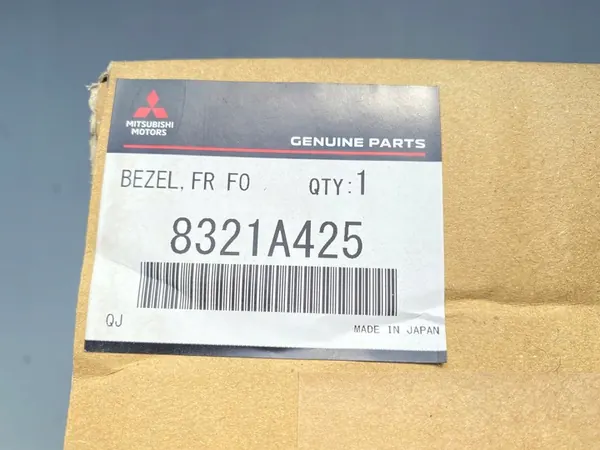 MITSUBISHI
MOTORS
GENUINE PARTS
BEZEL, FR FO QTY:1
8321A425
QJ
MADE IN JAPAN